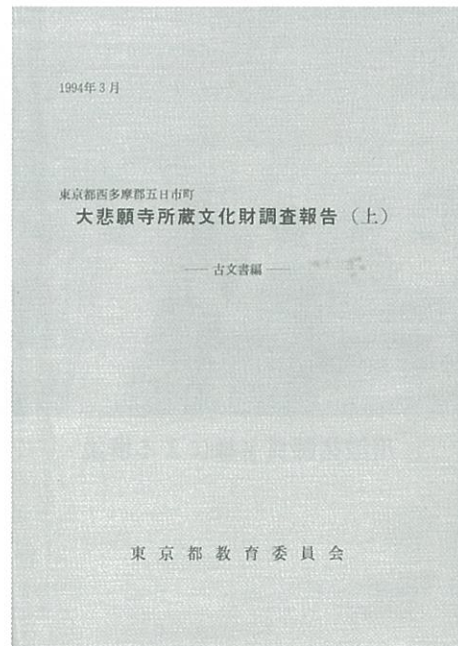 1994年3月
東京都西多摩郡五日市町
大悲願寺所蔵文化財調査報告（上）
――古文書編――
東京都教育委員会